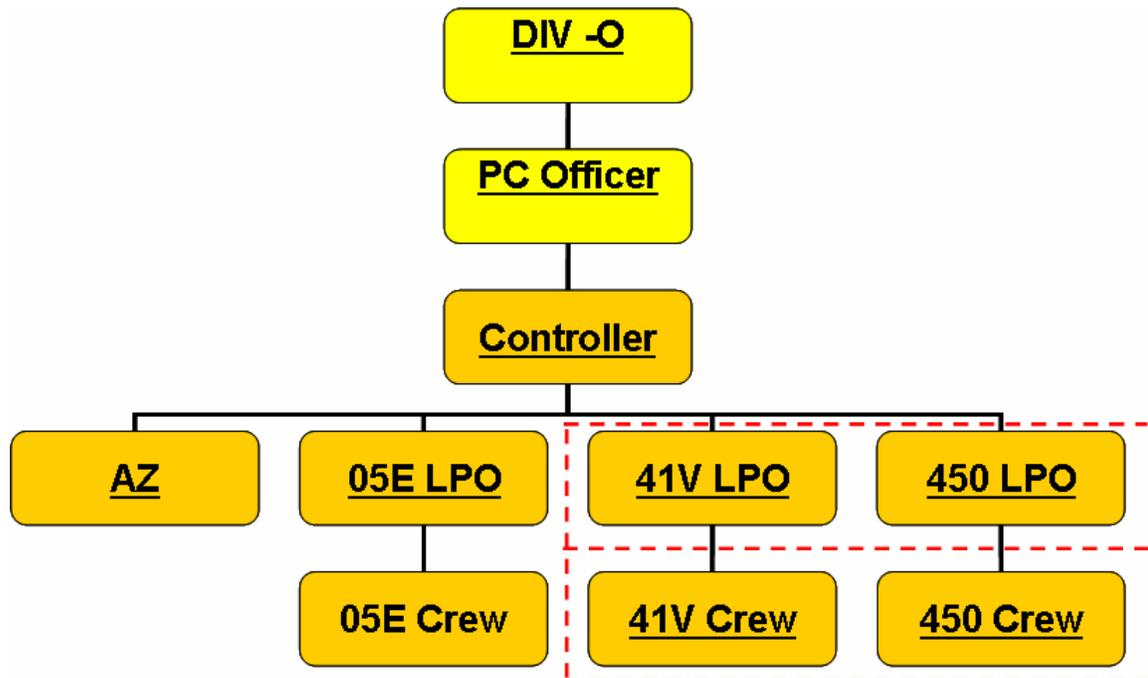 DIV -O
PC Officer
Controller
AZ
05E LPO
41V LPO
450 LPO
05E Crew
41V Crew
450 Crew